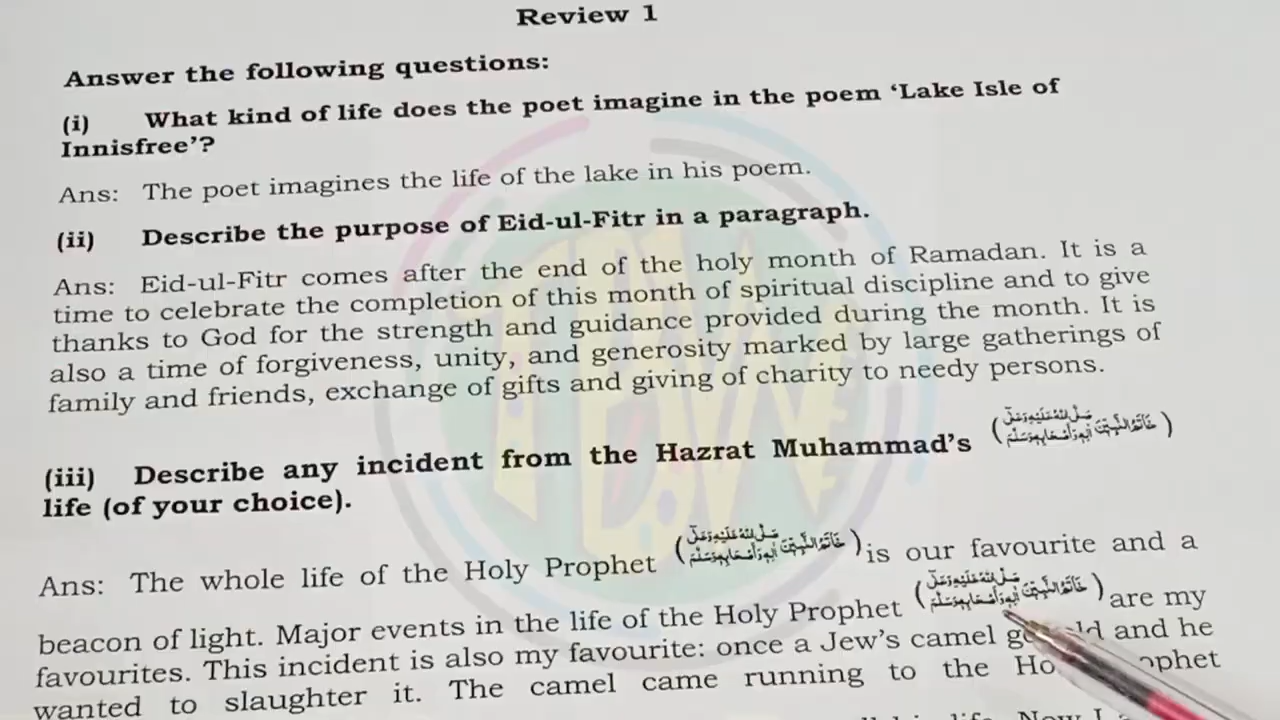 Review 1
Answer the following questions:
(i) What kind of life does the poet imagine in the poem ‘Lake Isle of
Innisfree’?
Ans: The poet imagines the life of the lake in his poem.
(ii) Describe the purpose of Eid-ul-Fitr in a paragraph.
Ans: Eid-ul-Fitr comes after the end of the holy month of Ramadan. It is a
time to celebrate the completion of this month of spiritual discipline and to give
thanks to God for the strength and guidance provided during the month. It is
also a time of forgiveness, unity, and generosity marked by large gatherings of
family and friends, exchange of gifts and giving of charity to needy persons.
(iii) Describe any incident from the Hazrat Muhammad’s
life (of your choice).
Ans: The whole life of the Holy Prophet is our favourite and a
beacon of light. Major events in the life of the Holy Prophet are my
favourites. This incident is also my favourite: once a Jew’s camel and he
wanted to slaughter it. The camel came running to the